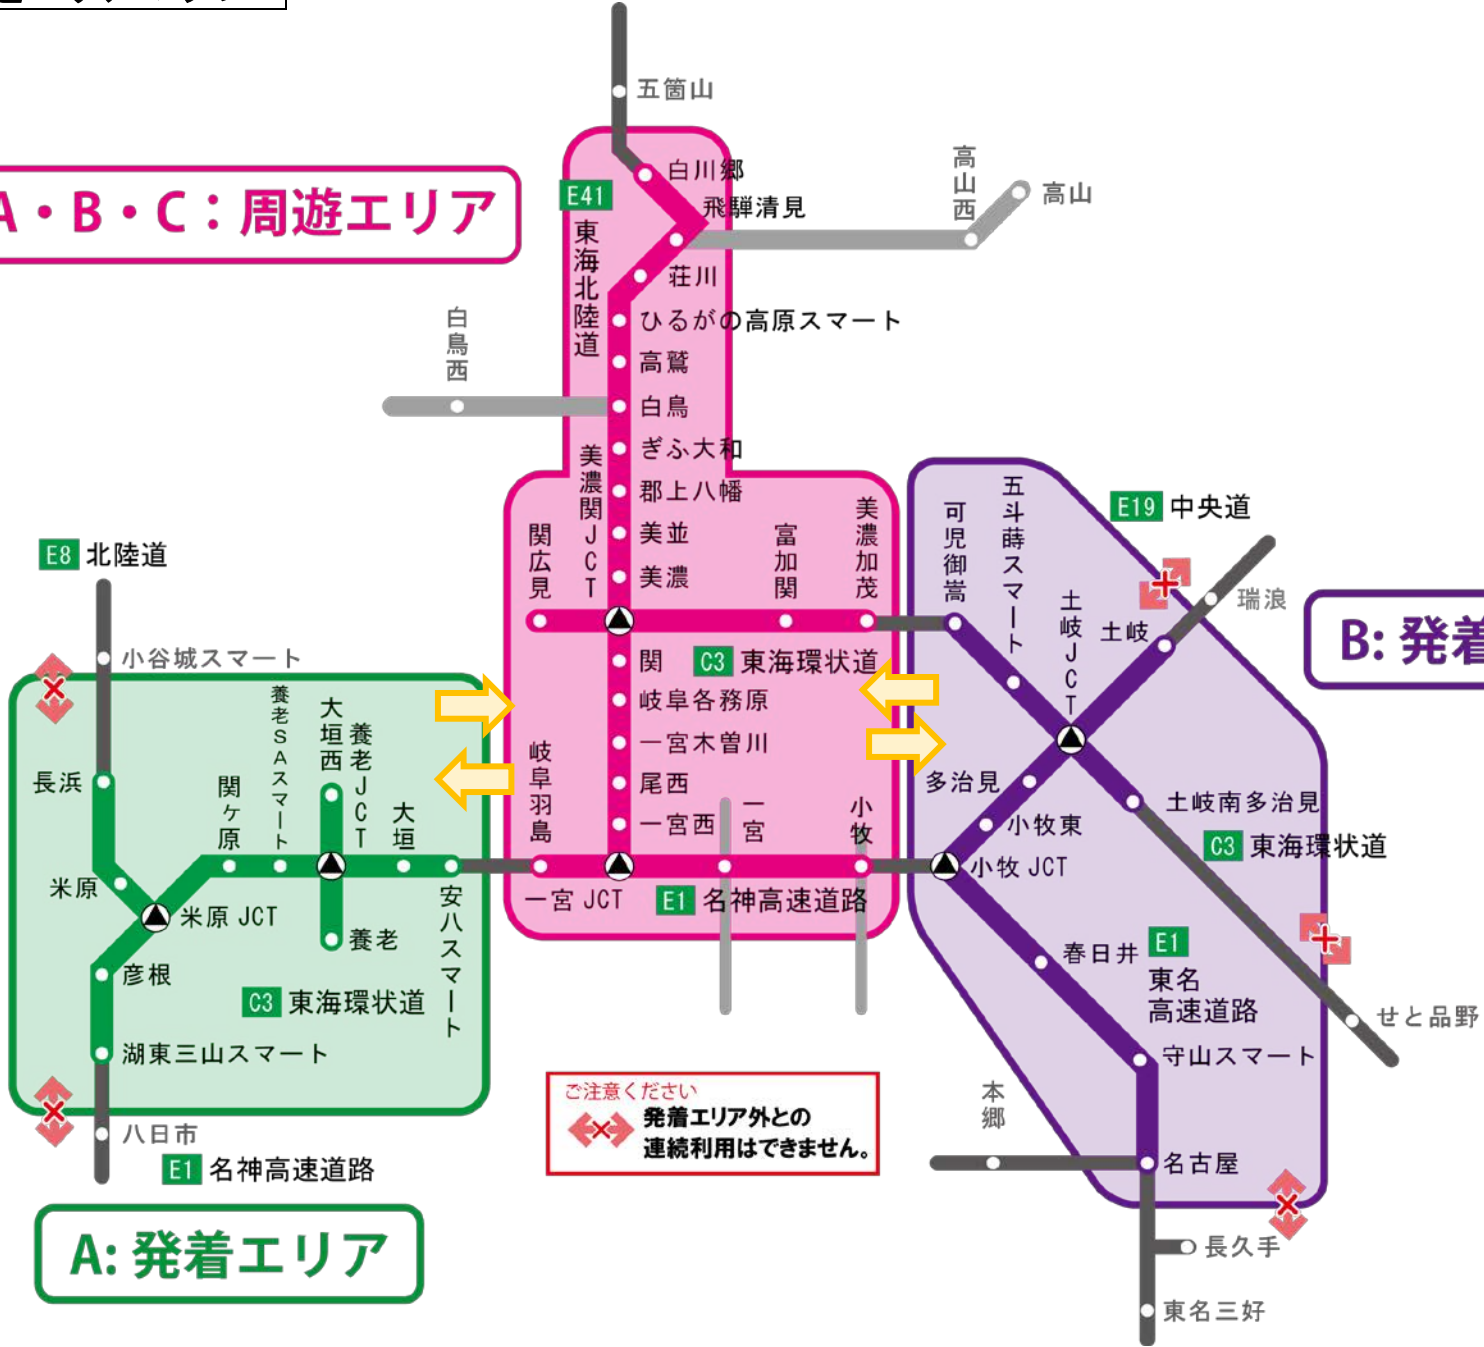 五箇山
白川郷
高山西
高山
A・B・C：周遊エリア
E41
東海北陸道
飛騨清見
荘川
ひるがの高原スマート
白鳥西
高鷲
白鳥
ぎふ大和
郡上八幡
美濃関JCT
美並
美濃
関広見
富加関
美濃加茂
関
C3 東海環状道
岐阜各務原
一宮木曽川
尾西
一宮西
一宮
小牧
岐阜羽島
一宮 JCT
E1 名神高速道路
E8 北陸道
小谷城スマート
長浜
米原
米原 JCT
関ヶ原
養老SAスマート
大垣西
養老JCT
大垣
安八スマート
養老
彦根
C3 東海環状道
湖東三山スマート
八日市
E1 名神高速道路
A: 発着エリア
可児御嵩
五斗蒔スマート
E19 中央道
土岐JCT
土岐
瑞浪
B: 発着
多治見
小牧東
土岐南多治見
小牧 JCT
C3 東海環状道
春日井
E1
東名
高速道路
せと品野
守山スマート
本郷
名古屋
長久手
東名三好
ご注意ください
発着エリア外との
連続利用はできません。